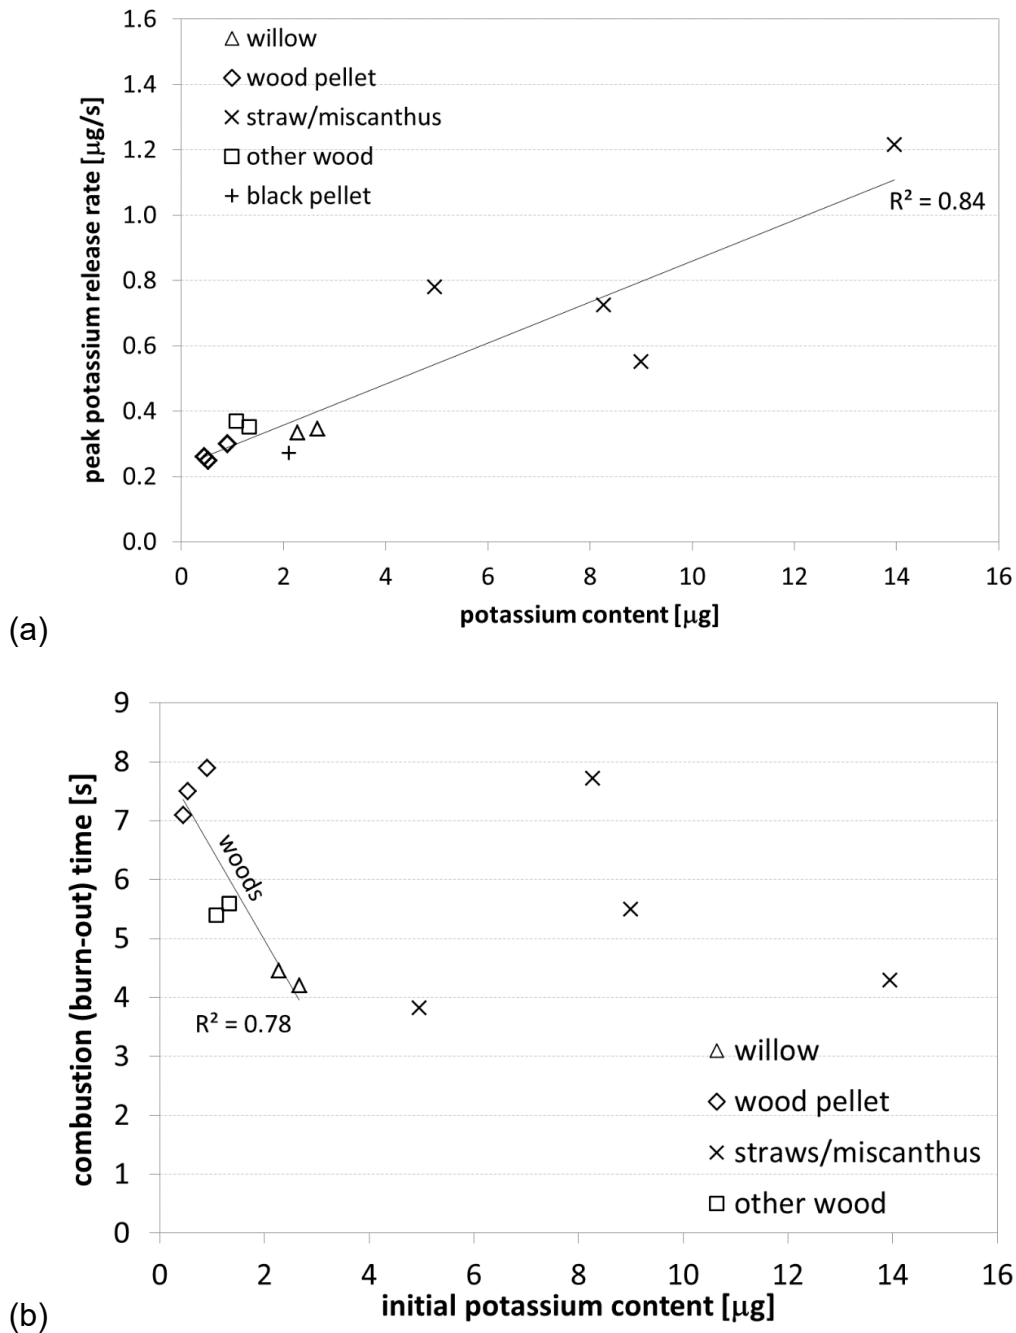 1.6
1.4
1.2
1.0
0.8
0.6
0.4
0.2
0.0
peak potassium release rate [µg/s]
willow
wood pellet
straw/miscanthus
other wood
black pellet
R² = 0.84
0 2 4 6 8 10 12 14 16
potassium content [µg]
(a)
9
8
7
6
5
4
3
2
1
0
combustion (burn-out) time [s]
woods
R² = 0.78
willow
wood pellet
straws/miscanthus
other wood
0 2 4 6 8 10 12 14 16
initial potassium content [µg]
(b)